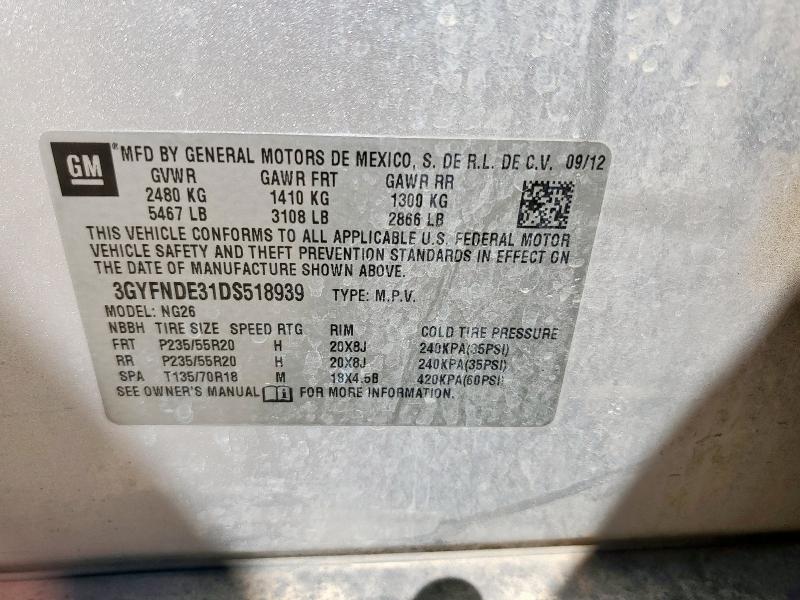 GM ® MFD BY GENERAL MOTORS DE MEXICO, S. DE R.L. DE C.V. 09/12
GVWR GAWR FRT GAWR RR
2480 KG 1410 KG 1300 KG
5467 LB 3108 LB 2866 LB
THIS VEHICLE CONFORMS TO ALL APPLICABLE U.S. FEDERAL MOTOR
VEHICLE SAFETY AND THEFT PREVENTION STANDARDS IN EFFECT ON
THE DATE OF MANUFACTURE SHOWN ABOVE.
3GYFNDE31DS518939 TYPE: M.P.V.
MODEL: NG26
NBBH TIRE SIZE SPEED RTG RIM COLD TIRE PRESSURE
FRT P235/55R20 H 20X8J 240KPA(35PSI)
RR P235/55R20 H 20X8J 240KPA(35PSI)
SPA T135/70R18 M 18X4.5B 420KPA(60PSI)
SEE OWNER'S MANUAL i FOR MORE INFORMATION.